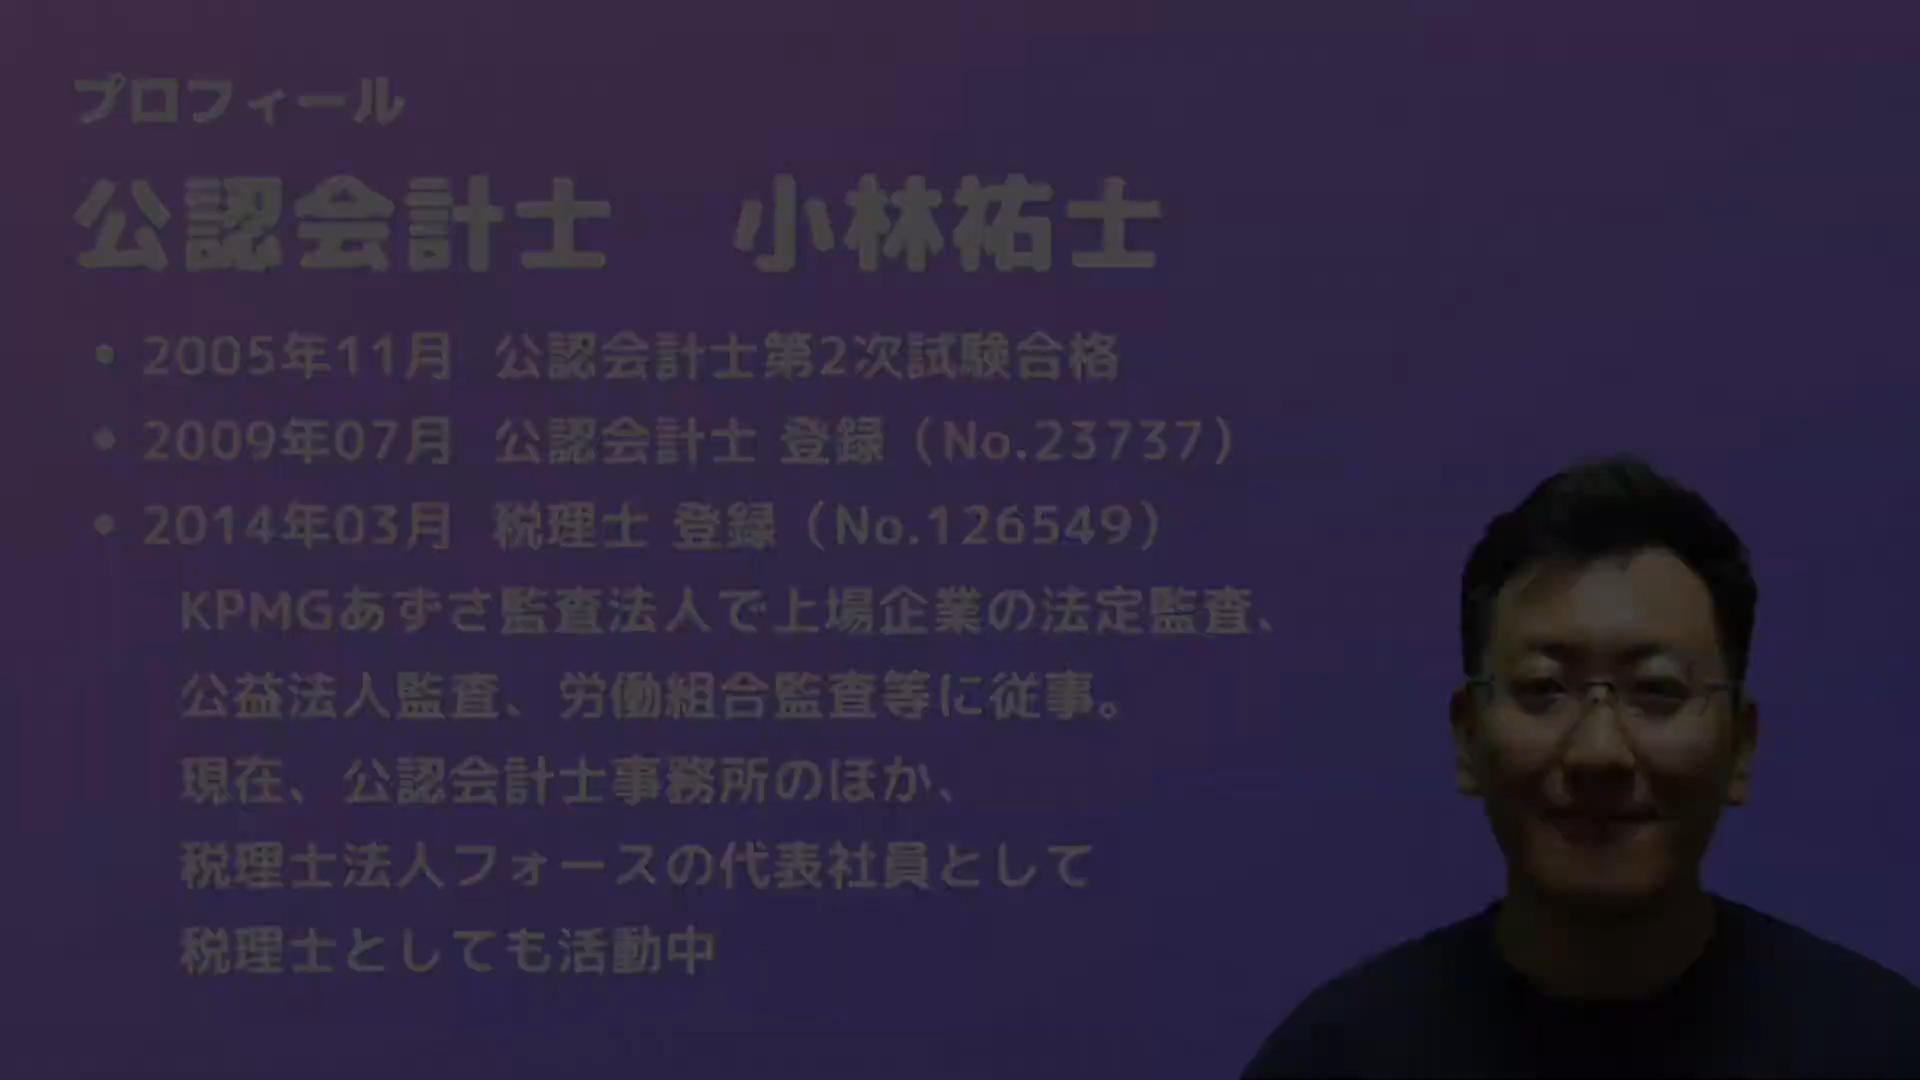 プロフィール
公認会計士　小林祐士
• 2005年11月 公認会計士第2次試験合格
• 2009年07月 公認会計士 登録（No.23737）
• 2014年03月 税理士 登録（No.126549）
KPMGあずさ監査法人で上場企業の法定監査、
公益法人監査、労働組合監査等に従事。
現在、公認会計士事務所のほか、
税理士法人フォースの代表社員として
税理士としても活動中